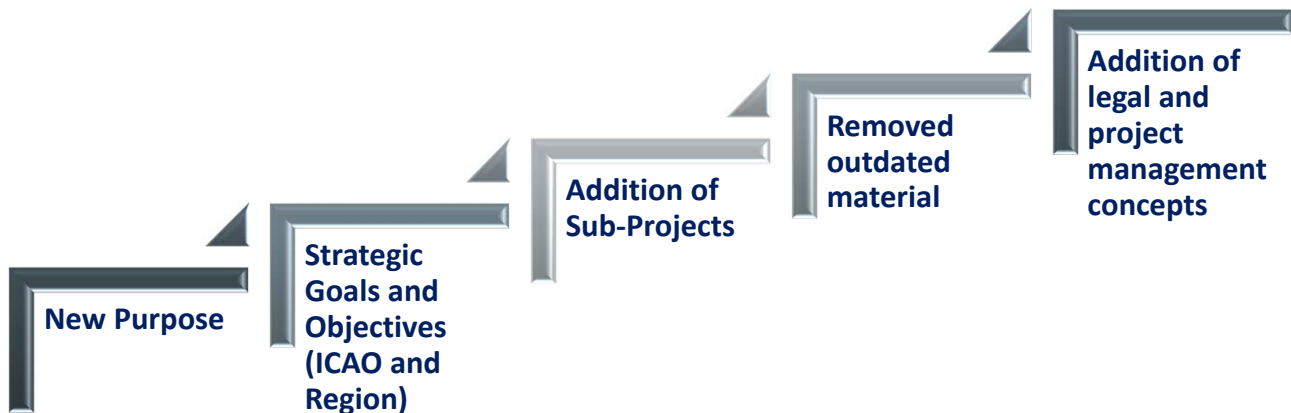 New Purpose
Strategic
Goals and
Objectives
(ICAO and
Region)
Addition of
Sub-Projects
Removed
outdated
material
Addition of
legal and
project
management
concepts